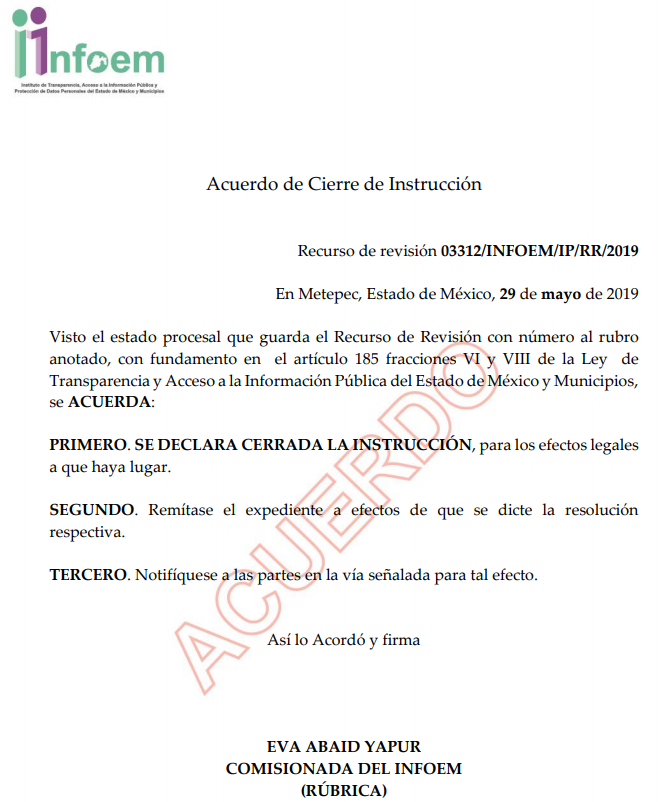 infoem
Instituto de Transparencia, Acceso a la Información Pública y
Protección de Datos Personales del Estado de México y Municipios
Acuerdo de Cierre de Instrucción
Recurso de revisión 03312/INFOEM/IP/RR/2019
En Metepec, Estado de México, 29 de mayo de 2019
Visto el estado procesal que guarda el Recurso de Revisión con número al rubro
anotado, con fundamento en el artículo 185 fracciones VI y VIII de la Ley de
Transparencia y Acceso a la Información Pública del Estado de México y Municipios,
se ACUERDA:
PRIMERO. SE DECLARA CERRADA LA INSTRUCCIÓN, para los efectos legales
a que haya lugar.
SEGUNDO. Remítase el expediente a efectos de que se dicte la resolución
respectiva.
TERCERO. Notifíquese a las partes en la vía señalada para tal efecto.
ACUERDO
Así lo Acordó y firma
EVA ABAID YAPUR
COMISIONADA DEL INFOEM
(RÚBRICA)